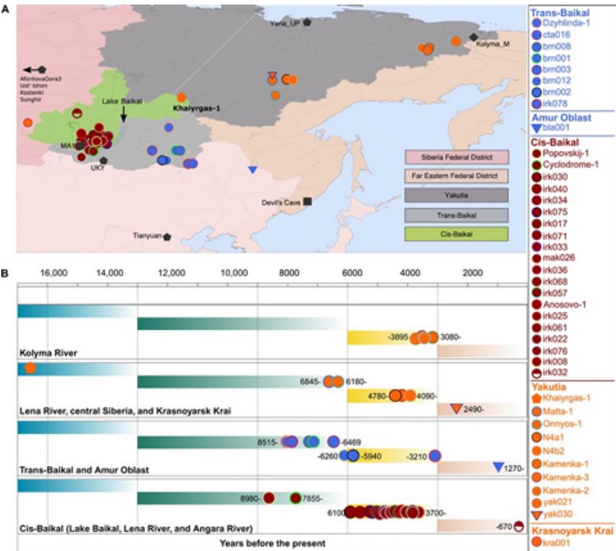 A
Yana_UP
Kolyma_M
AfontovaGora3
Ust' Ishim
Kostenki
Sunghir
Lake Baikal
Khaiyrgas-1
MA1
UKY
Devil's Cave
Tianyuan
Siberia Federal District
Far Eastern Federal District
Yakutia
Trans-Baikal
Cis-Baikal
B
16,000 14,000 12,000 10,000 8000 6000 4000 2000
-3895 3080-
Kolyma River
6845- 6180-
4780- 4090-
2490-
Lena River, central Siberia, and Krasnoyarsk Krai
8515- -6469
-6260 -5940 -3210
1270-
Trans-Baikal and Amur Oblast
8980- 7855-
6100 3700-
-670
Cis-Baikal (Lake Baikal, Lena River, and Angara River)
Years before the present
Trans-Baikal
Dzyhlinda-1
cta016
brn008
brn001
brn003
brn012
brn002
irk078
Amur Oblast
bla001
Cis-Baikal
Popovskij-1
Cyclodrome-1
irk030
irk040
irk034
irk075
irk017
irk071
irk033
mak026
irk036
irk068
irk057
Anosovo-1
irk025
irk061
irk022
irk076
irk008
irk032
Yakutia
Khaiyrgas-1
Matta-1
Onnyos-1
N4a1
N4b2
Kamenka-1
Kamenka-3
Kamenka-2
yak021
yak030
Krasnoyarsk Krai
kra001